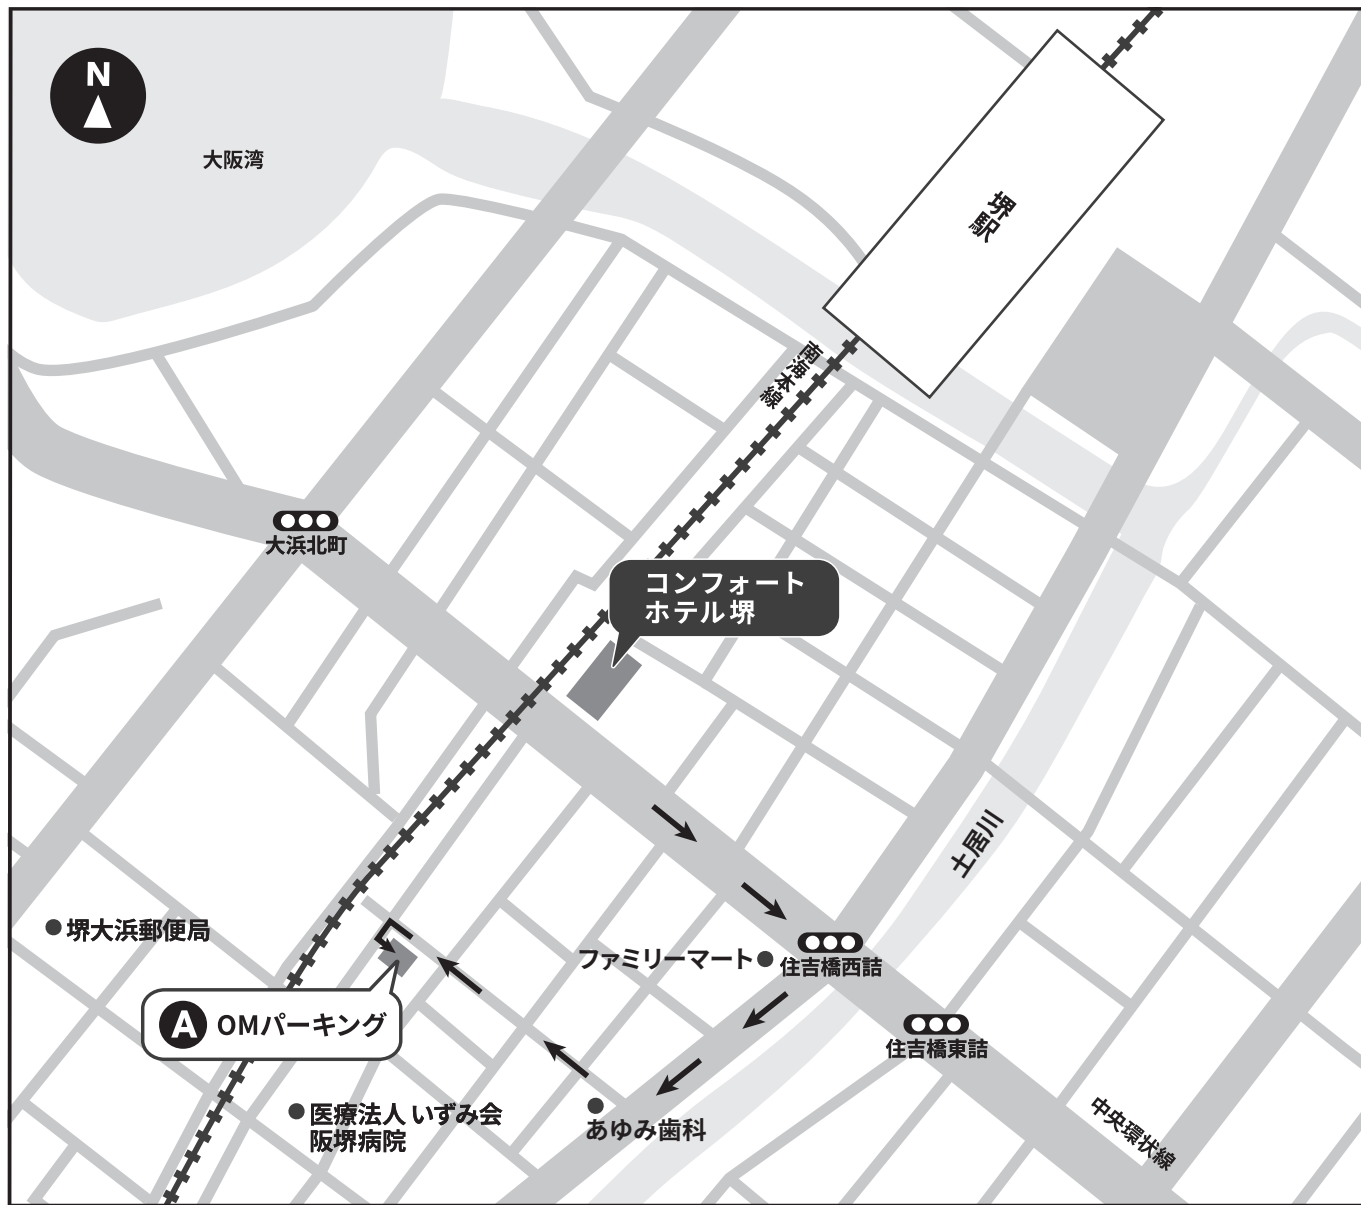 N
大阪湾
堺駅
南海本線
大浜北町
コンフォート
ホテル堺
土居川
堺大浜郵便局
ファミリーマート
住吉橋西詰
A OMパーキング
住吉橋東詰
医療法人 いずみ会
阪堺病院
あゆみ歯科
中央環状線